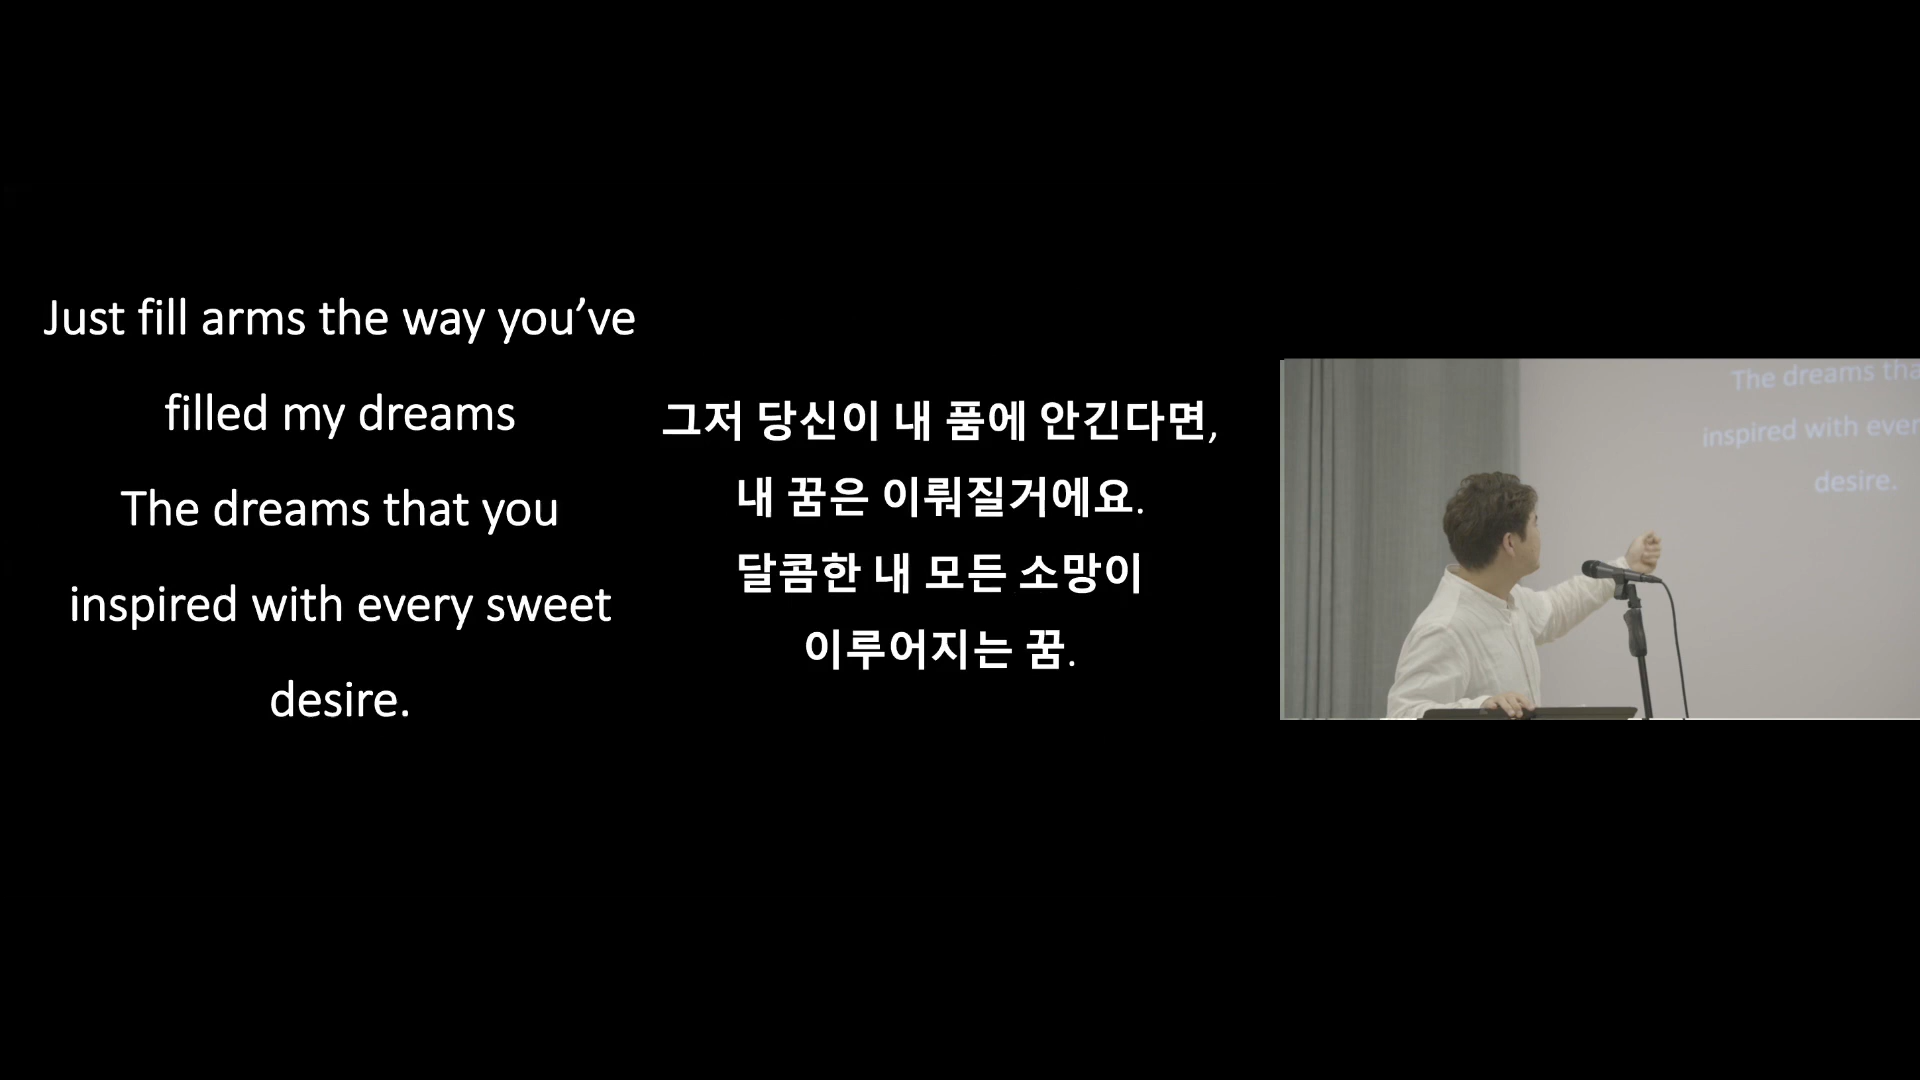 Just fill arms the way you’ve
filled my dreams
The dreams that you
inspired with every sweet
desire.
그저 당신이 내 품에 안긴다면,
내 꿈은 이뤄질거에요.
달콤한 내 모든 소망이
이루어지는 꿈.
The dreams tha
inspired with ever
desire.